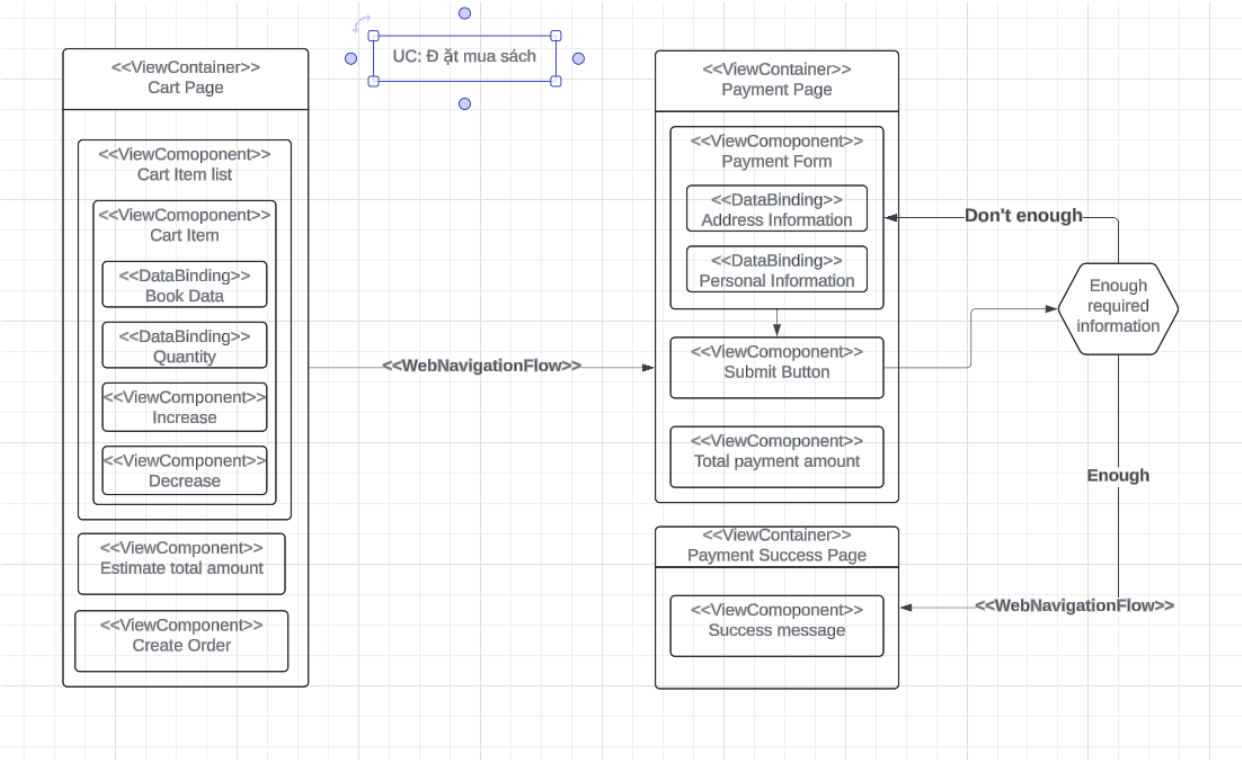 UC: Đ ặt mua sách
<<ViewContainer>>
Cart Page
<<ViewComoponent>>
Cart Item list
<<ViewComoponent>>
Cart Item
<<DataBinding>>
Book Data
<<DataBinding>>
Quantity
<<ViewComponent>>
Increase
<<ViewComponent>>
Decrease
<<ViewComponent>>
Estimate total amount
<<ViewComponent>>
Create Order
<<WebNavigationFlow>>
<<ViewContainer>>
Payment Page
<<ViewComoponent>>
Payment Form
<<DataBinding>>
Address Information
<<DataBinding>>
Personal Information
<<ViewComoponent>>
Submit Button
<<ViewComoponent>>
Total payment amount
Don't enough
Enough
required
information
Enough
<<WebNavigationFlow>>
<<ViewContainer>>
Payment Success Page
<<ViewComoponent>>
Success message